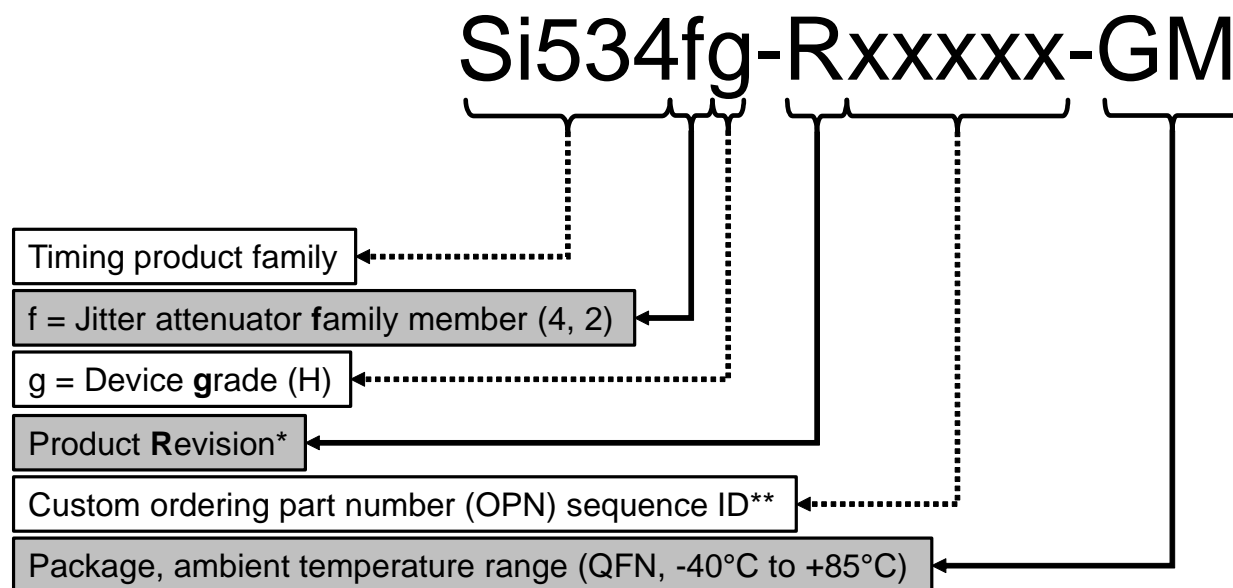 Si534fg-Rxxxxx-GM
Timing product family
f = Jitter attenuator family member (4, 2)
g = Device grade (H)
Product Revision*
Custom ordering part number (OPN) sequence ID**
Package, ambient temperature range (QFN, -40°C to +85°C)